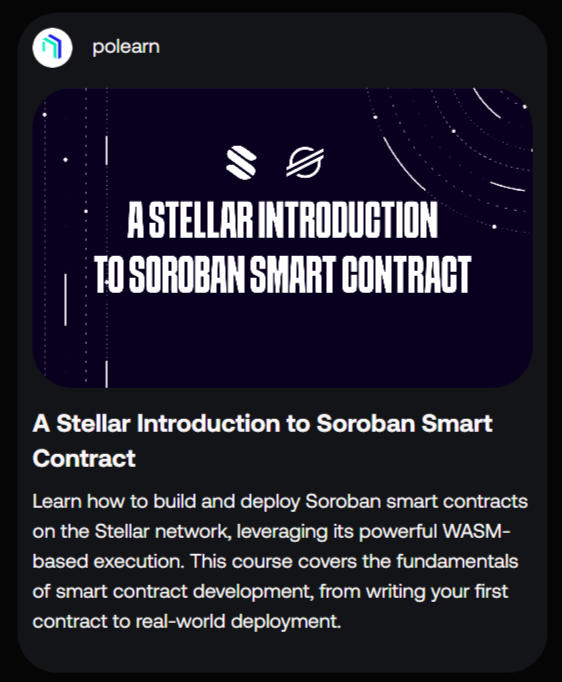 polearn
A STELLAR INTRODUCTION
TO SOROBAN SMART CONTRACT
A Stellar Introduction to Soroban Smart
Contract
Learn how to build and deploy Soroban smart contracts
on the Stellar network, leveraging its powerful WASM-
based execution. This course covers the fundamentals
of smart contract development, from writing your first
contract to real-world deployment.